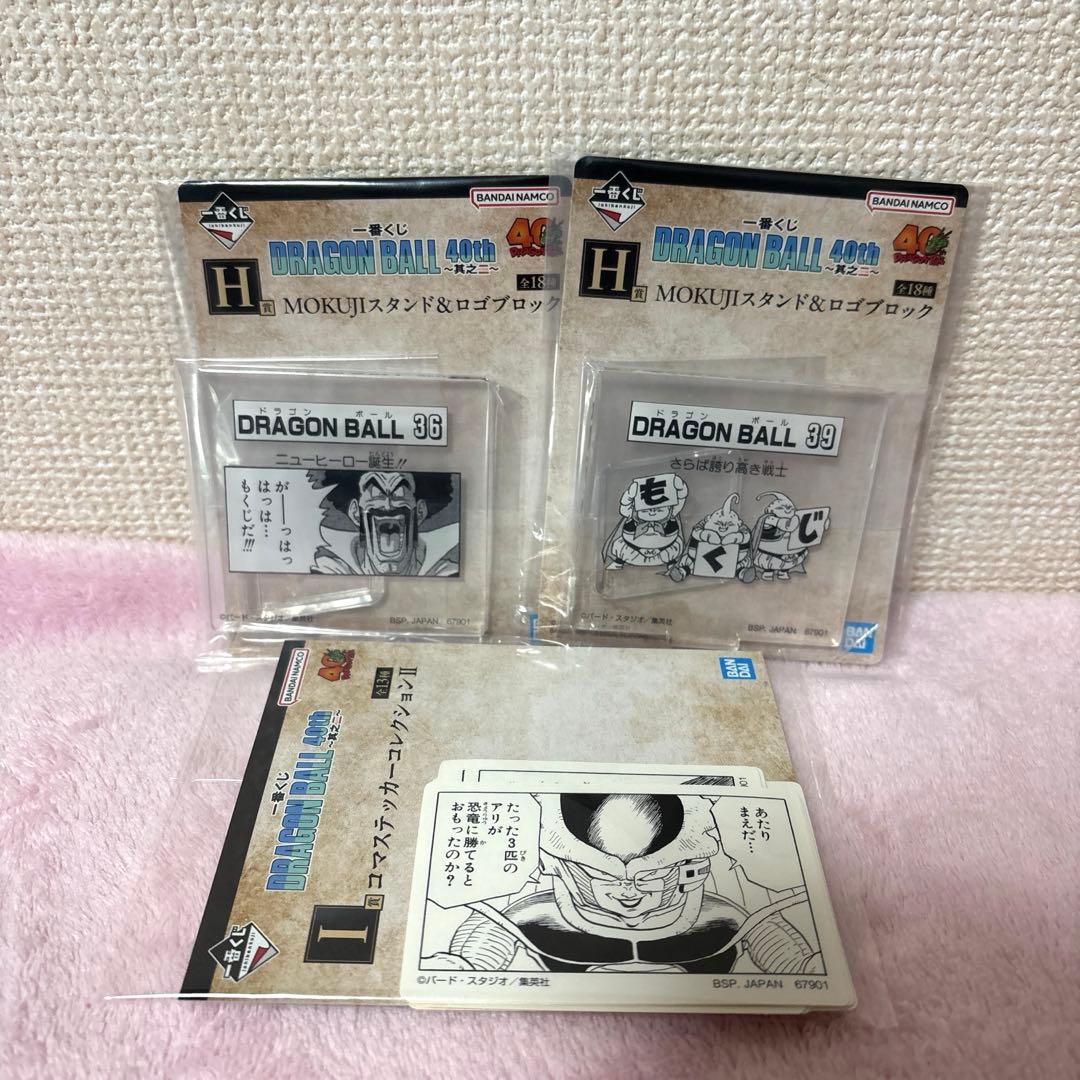 一番くじ
ichibankuji
BANDAI NAMCO
一番くじ
DRAGON BALL 40th
～其之二～
40
H賞
全18種
MOKUJIスタンド&ロゴブロック
ドラゴン ボール
DRAGON BALL 36
ニューヒーロー誕生!!
が――っはっ
はっは…
もくじだ!!!
©バード・スタジオ/集英社
BSP. JAPAN 67901
BAN
一番くじ
ichibankuji
BANDAI NAMCO
一番くじ
DRAGON BALL 40th
～其之二～
40
H賞
全18種
MOKUJIスタンド&ロゴブロック
ドラゴン ボール
DRAGON BALL 39
さらば誇り高き戦士
も
く
じ
©バード・スタジオ/集英社
BSP. JAPAN 67901
BAN
DAI
一番くじ
ichibankuji
BANDAI NAMCO
一番くじ
DRAGON BALL 40th
～其之二～
40
I賞
全13種
コマステッカーコレクションII
BAN
DAI
あたり
まえだ…
たった3匹の
アリが
恐竜に勝てると
おもったのか?
©バード・スタジオ/集英社
BSP. JAPAN 67901